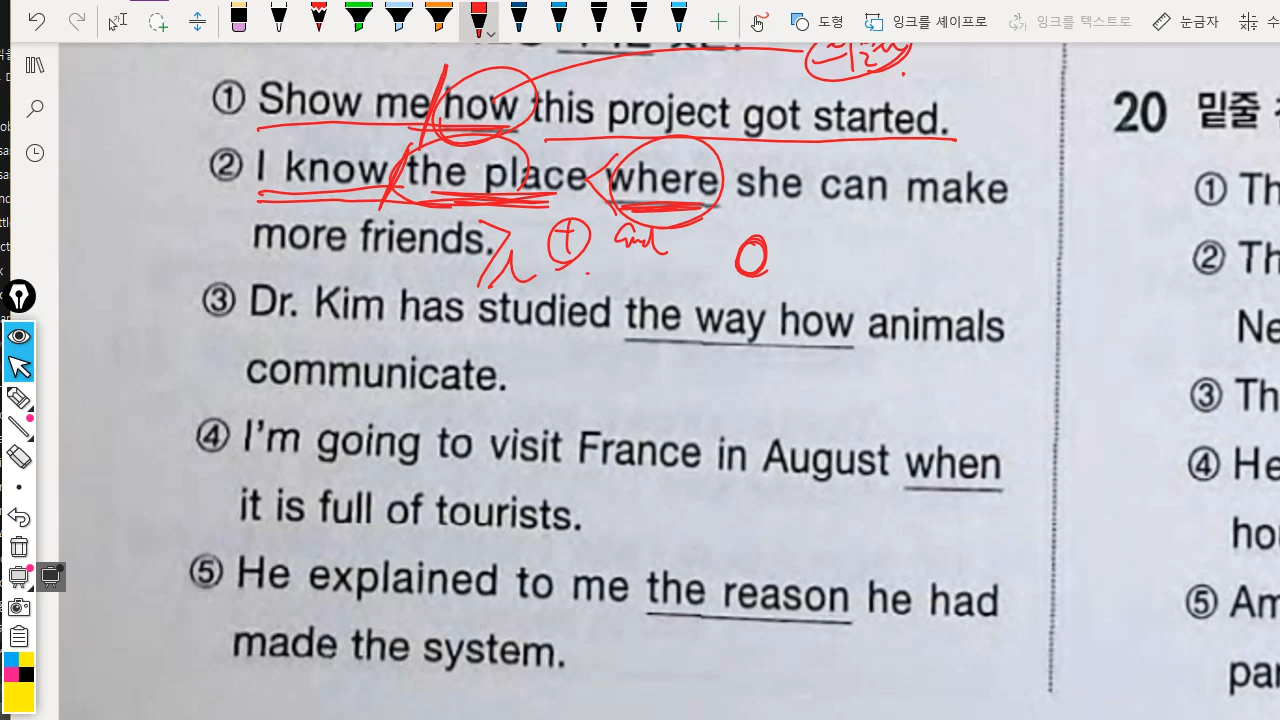 도형
잉크를 셰이프로
잉크를 텍스트로
눈금자
① Show me how this project got started.
② I know the place where she can make
more friends.
③ Dr. Kim has studied the way how animals
communicate.
④ I'm going to visit France in August when
it is full of tourists.
⑤ He explained to me the reason he had
made the system.
20 밑줄
① Th
② Th
Ne
③ Th
④ He
hou
⑤ Am
par